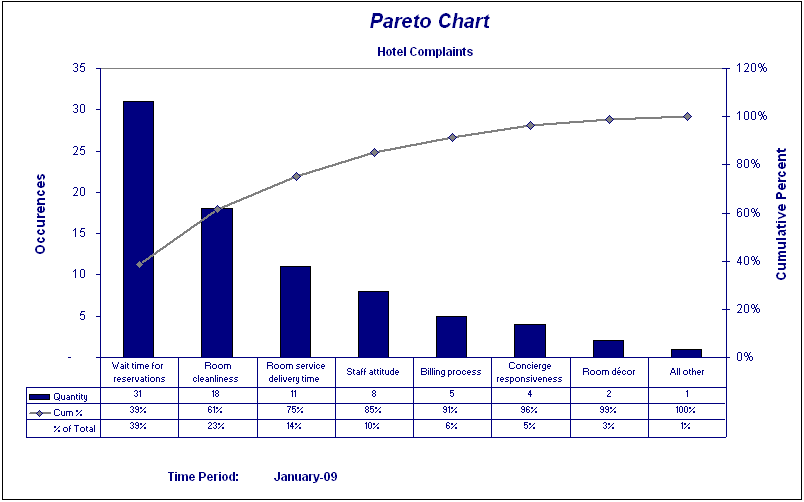 Pareto Chart
Hotel Complaints
35
30
25
20
15
10
5
-
Occurences
120%
100%
80%
60%
40%
20%
0%
Cumulative Percent
Wait time for reservations Room cleanliness Room service delivery time Staff attitude Billing process Concierge responsiveness Room décor All other
Quantity 31 18 11 8 5 4 2 1
Cum % 39% 61% 75% 85% 91% 96% 99% 100%
% of Total 39% 23% 14% 10% 6% 5% 3% 1%
Time Period: January-09